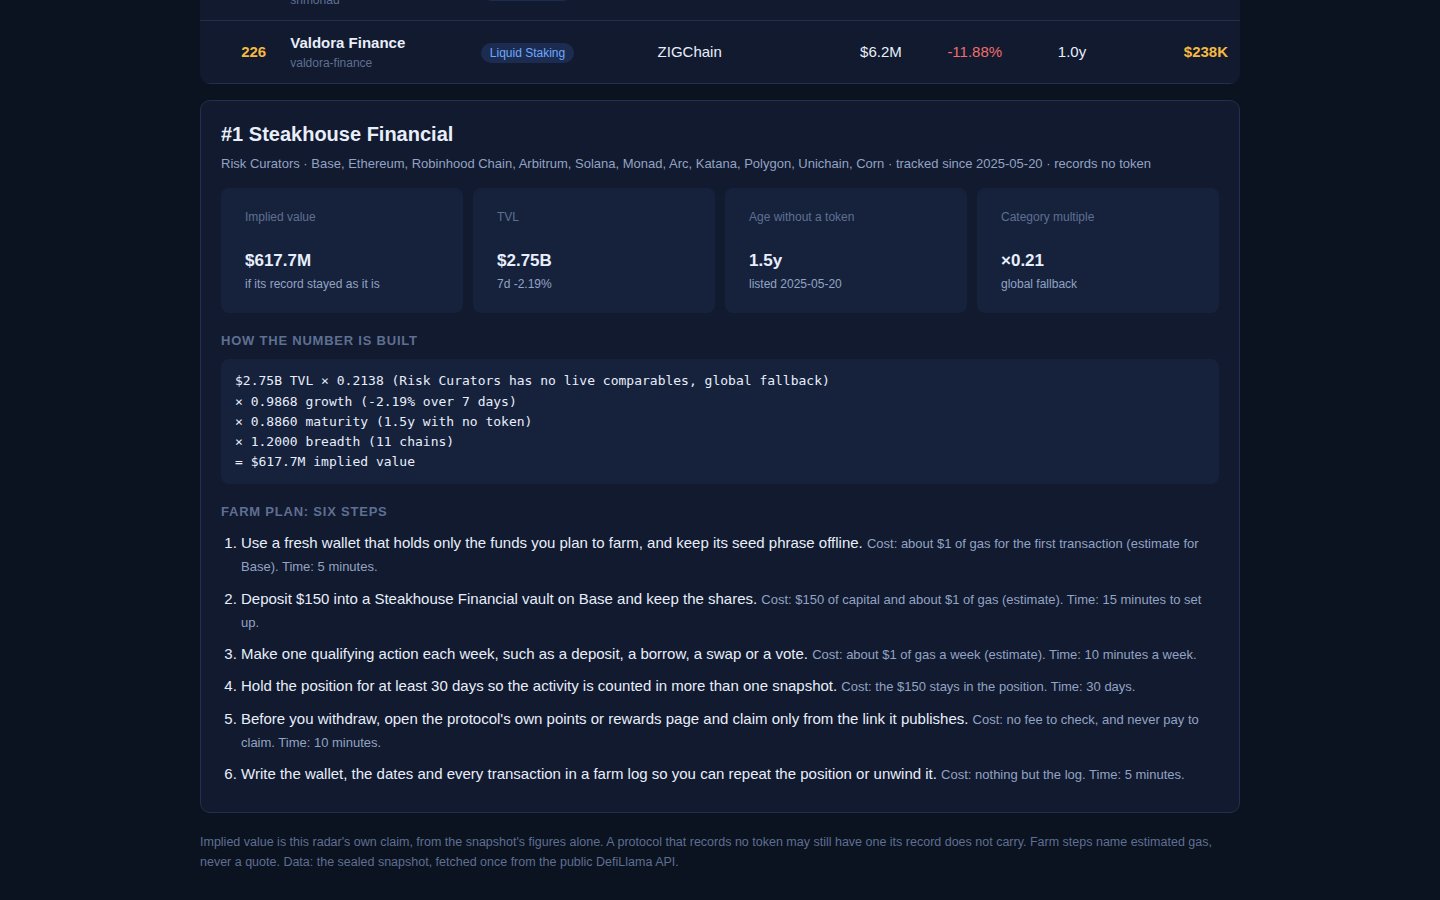 shmonad
226 Valdora Finance Liquid Staking ZIGChain $6.2M -11.88% 1.0y $238K
valdora-finance
#1 Steakhouse Financial
Risk Curators · Base, Ethereum, Robinhood Chain, Arbitrum, Solana, Monad, Arc, Katana, Polygon, Unichain, Corn · tracked since 2025-05-20 · records no token
Implied value TVL Age without a token Category multiple
$617.7M $2.75B 1.5y ×0.21
if its record stayed as it is 7d -2.19% listed 2025-05-20 global fallback
HOW THE NUMBER IS BUILT
$2.75B TVL × 0.2138 (Risk Curators has no live comparables, global fallback)
× 0.9868 growth (-2.19% over 7 days)
× 0.8860 maturity (1.5y with no token)
× 1.2000 breadth (11 chains)
= $617.7M implied value
FARM PLAN: SIX STEPS
1. Use a fresh wallet that holds only the funds you plan to farm, and keep its seed phrase offline. Cost: about $1 of gas for the first transaction (estimate for
Base). Time: 5 minutes.
2. Deposit $150 into a Steakhouse Financial vault on Base and keep the shares. Cost: $150 of capital and about $1 of gas (estimate). Time: 15 minutes to set
up.
3. Make one qualifying action each week, such as a deposit, a borrow, a swap or a vote. Cost: about $1 of gas a week (estimate). Time: 10 minutes a week.
4. Hold the position for at least 30 days so the activity is counted in more than one snapshot. Cost: the $150 stays in the position. Time: 30 days.
5. Before you withdraw, open the protocol's own points or rewards page and claim only from the link it publishes. Cost: no fee to check, and never pay to
claim. Time: 10 minutes.
6. Write the wallet, the dates and every transaction in a farm log so you can repeat the position or unwind it. Cost: nothing but the log. Time: 5 minutes.
Implied value is this radar's own claim, from the snapshot's figures alone. A protocol that records no token may still have one its record does not carry. Farm steps name estimated gas,
never a quote. Data: the sealed snapshot, fetched once from the public DefiLlama API.